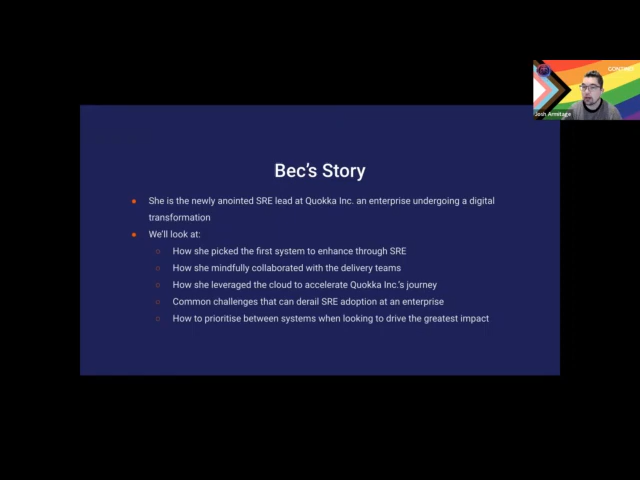 Bec's Story
She is the newly anointed SRE lead at Quokka Inc. an enterprise undergoing a digital
transformation
We'll look at:
How she picked the first system to enhance through SRE
How she mindfully collaborated with the delivery teams
How she leveraged the cloud to accelerate Quokka Inc.'s journey
Common challenges that can derail SRE adoption at an enterprise
How to prioritise between systems when looking to drive the greatest impact
Josh Armitage